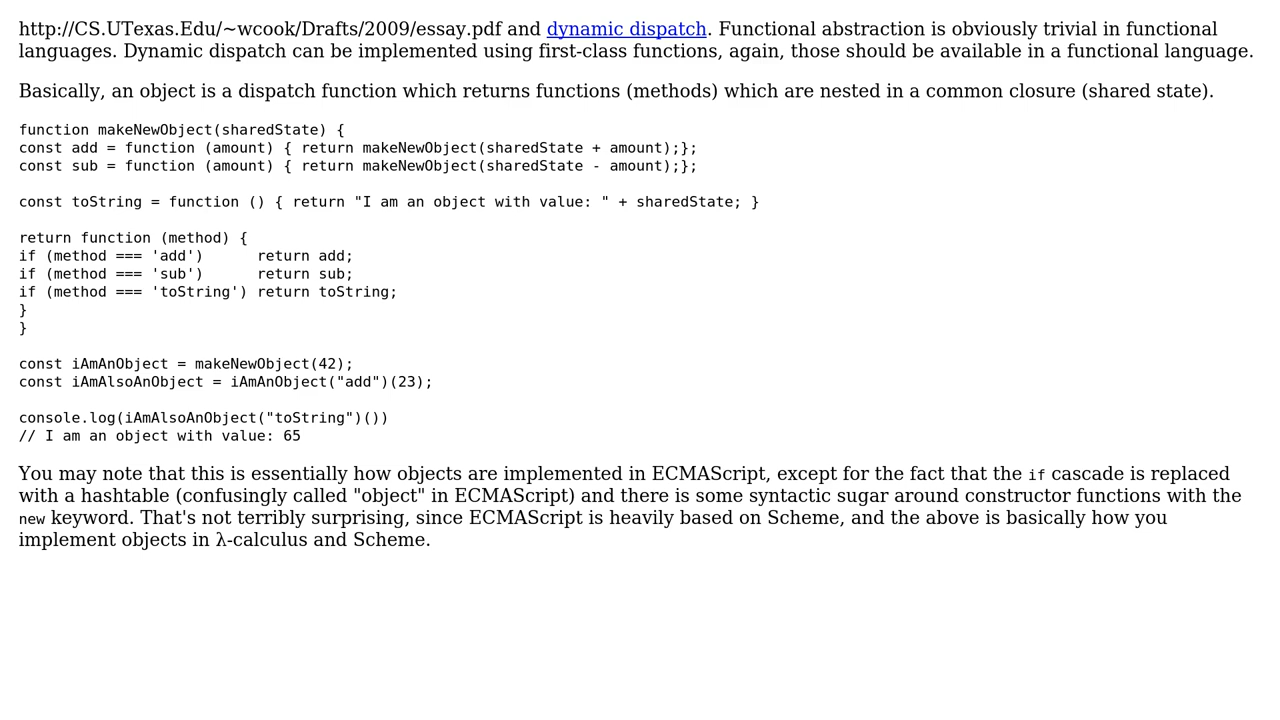 http://CS.UTexas.Edu/~wcook/Drafts/2009/essay.pdf and dynamic dispatch. Functional abstraction is obviously trivial in functional
languages. Dynamic dispatch can be implemented using first-class functions, again, those should be available in a functional language.
Basically, an object is a dispatch function which returns functions (methods) which are nested in a common closure (shared state).
function makeNewObject(sharedState) {
const add = function (amount) { return makeNewObject(sharedState + amount);};
const sub = function (amount) { return makeNewObject(sharedState - amount);};
const toString = function () { return "I am an object with value: " + sharedState; }
return function (method) {
if (method === 'add')      return add;
if (method === 'sub')      return sub;
if (method === 'toString') return toString;
}
}
const iAmAnObject = makeNewObject(42);
const iAmAlsoAnObject = iAmAnObject("add")(23);
console.log(iAmAlsoAnObject("toString")())
// I am an object with value: 65
You may note that this is essentially how objects are implemented in ECMAScript, except for the fact that the if cascade is replaced
with a hashtable (confusingly called "object" in ECMAScript) and there is some syntactic sugar around constructor functions with the
new keyword. That's not terribly surprising, since ECMAScript is heavily based on Scheme, and the above is basically how you
implement objects in λ-calculus and Scheme.